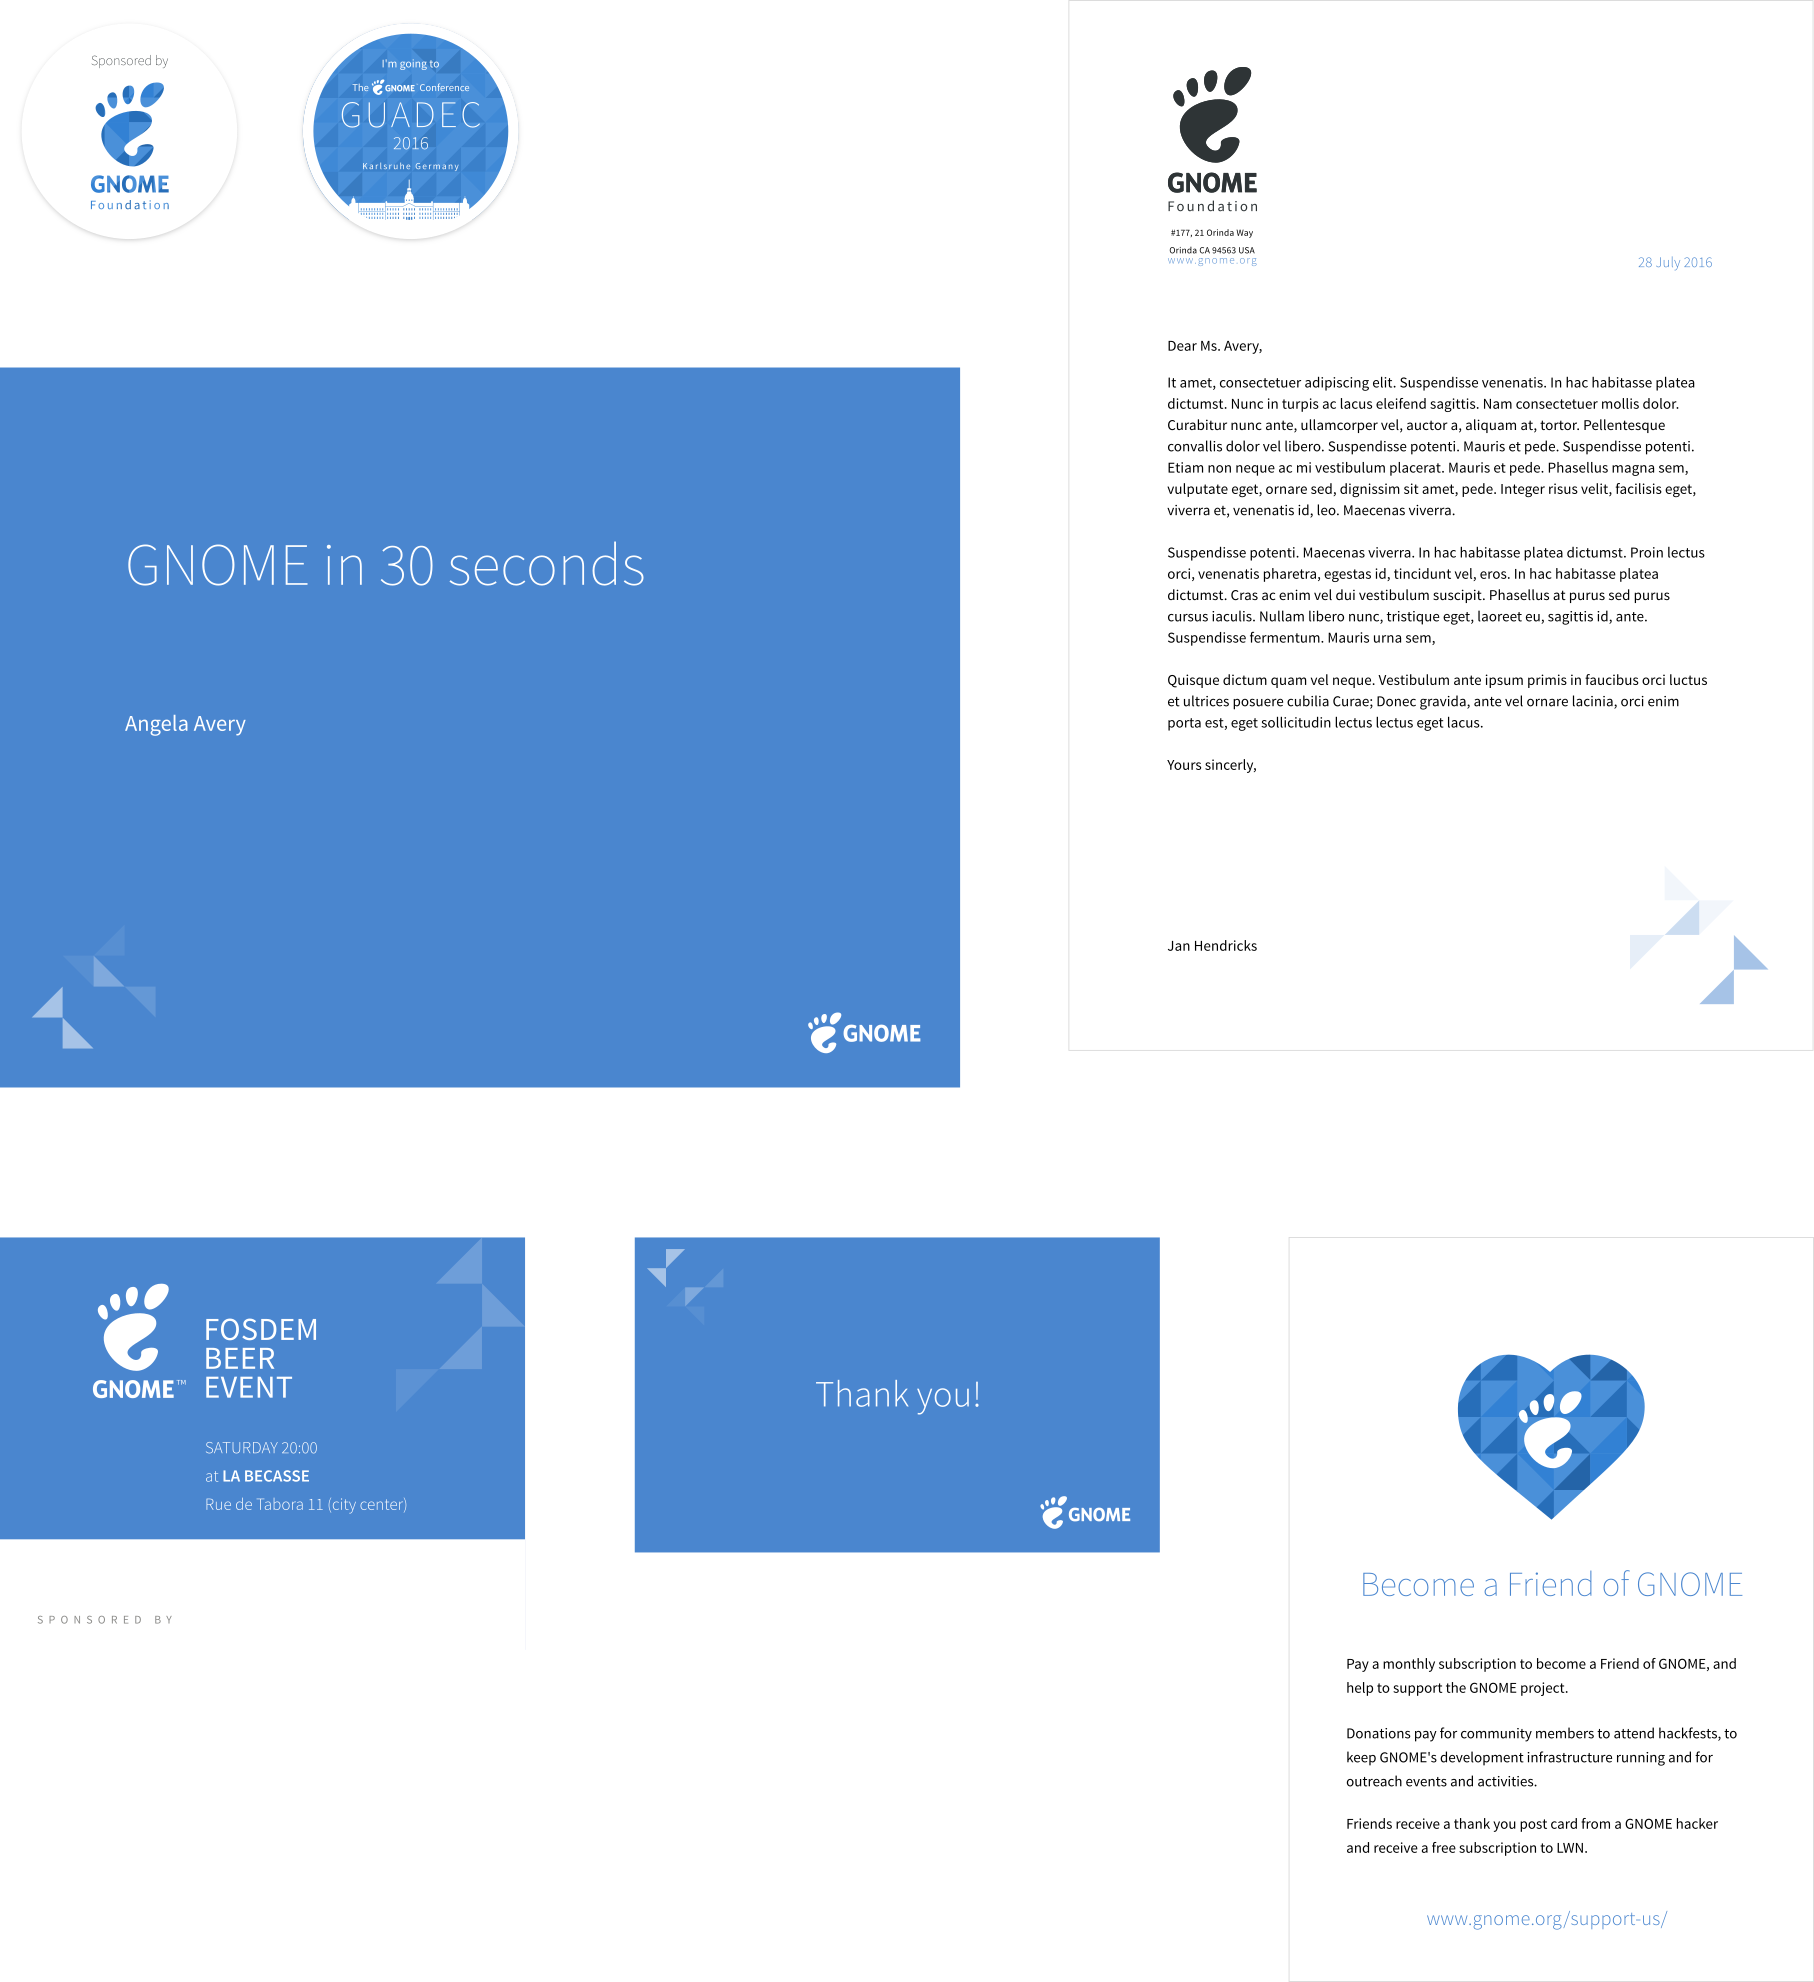 Sponsored by
GNOME
Foundation
I'm going to
The GNOME Conference
GUADEC
2016
Karlsruhe Germany
GNOME
Foundation
#177, 21 Orinda Way
Orinda CA 94563 USA
www.gnome.org
28 July 2016
Dear Ms. Avery,
It amet, consectetuer adipiscing elit. Suspendisse venenatis. In hac habitasse platea
dictumst. Nunc in turpis ac lacus eleifend sagittis. Nam consectetuer mollis dolor.
Curabitur nunc ante, ullamcorper vel, auctor a, aliquam at, tortor. Pellentesque
convallis dolor vel libero. Suspendisse potenti. Mauris et pede. Suspendisse potenti.
Etiam non neque ac mi vestibulum placerat. Mauris et pede. Phasellus magna sem,
vulputate eget, ornare sed, dignissim sit amet, pede. Integer risus velit, facilisis eget,
viverra et, venenatis id, leo. Maecenas viverra.
Suspendisse potenti. Maecenas viverra. In hac habitasse platea dictumst. Proin lectus
orci, venenatis pharetra, egestas id, tincidunt vel, eros. In hac habitasse platea
dictumst. Cras ac enim vel dui vestibulum suscipit. Phasellus at purus sed purus
cursus iaculis. Nullam libero nunc, tristique eget, laoreet eu, sagittis id, ante.
Suspendisse fermentum. Mauris urna sem,
Quisque dictum quam vel neque. Vestibulum ante ipsum primis in faucibus orci luctus
et ultrices posuere cubilia Curae; Donec gravida, ante vel ornare lacinia, orci enim
porta est, eget sollicitudin lectus lectus eget lacus.
Yours sincerly,
Jan Hendricks
GNOME in 30 seconds
Angela Avery
GNOME
GNOME™
FOSDEM
BEER
EVENT
SATURDAY 20:00
at LA BECASSE
Rue de Tabora 11 (city center)
SPONSORED BY
Thank you!
GNOME
Become a Friend of GNOME
Pay a monthly subscription to become a Friend of GNOME, and
help to support the GNOME project.
Donations pay for community members to attend hackfests, to
keep GNOME's development infrastructure running and for
outreach events and activities.
Friends receive a thank you post card from a GNOME hacker
and receive a free subscription to LWN.
www.gnome.org/support-us/